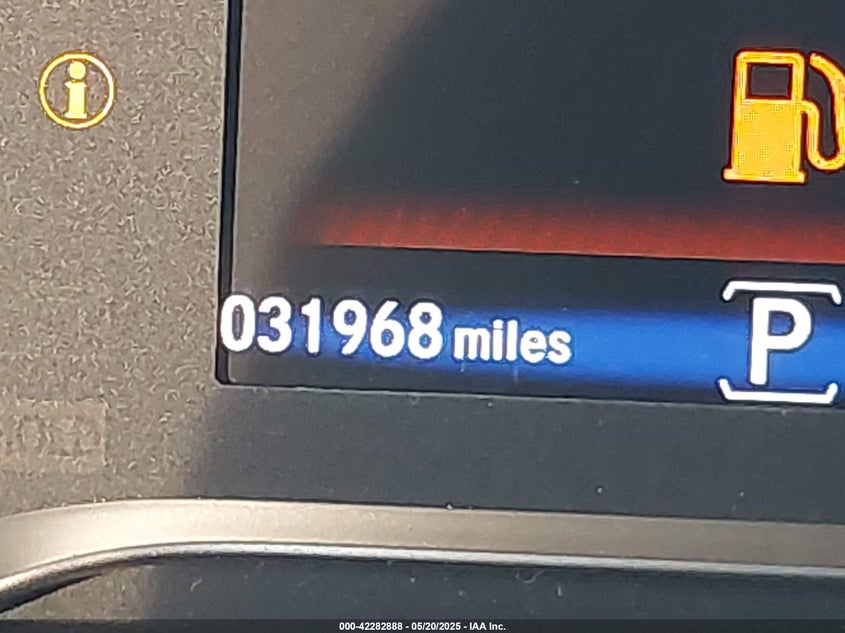 i
031968 miles
P
000-42282888 - 05/20/2025 - IAA Inc.